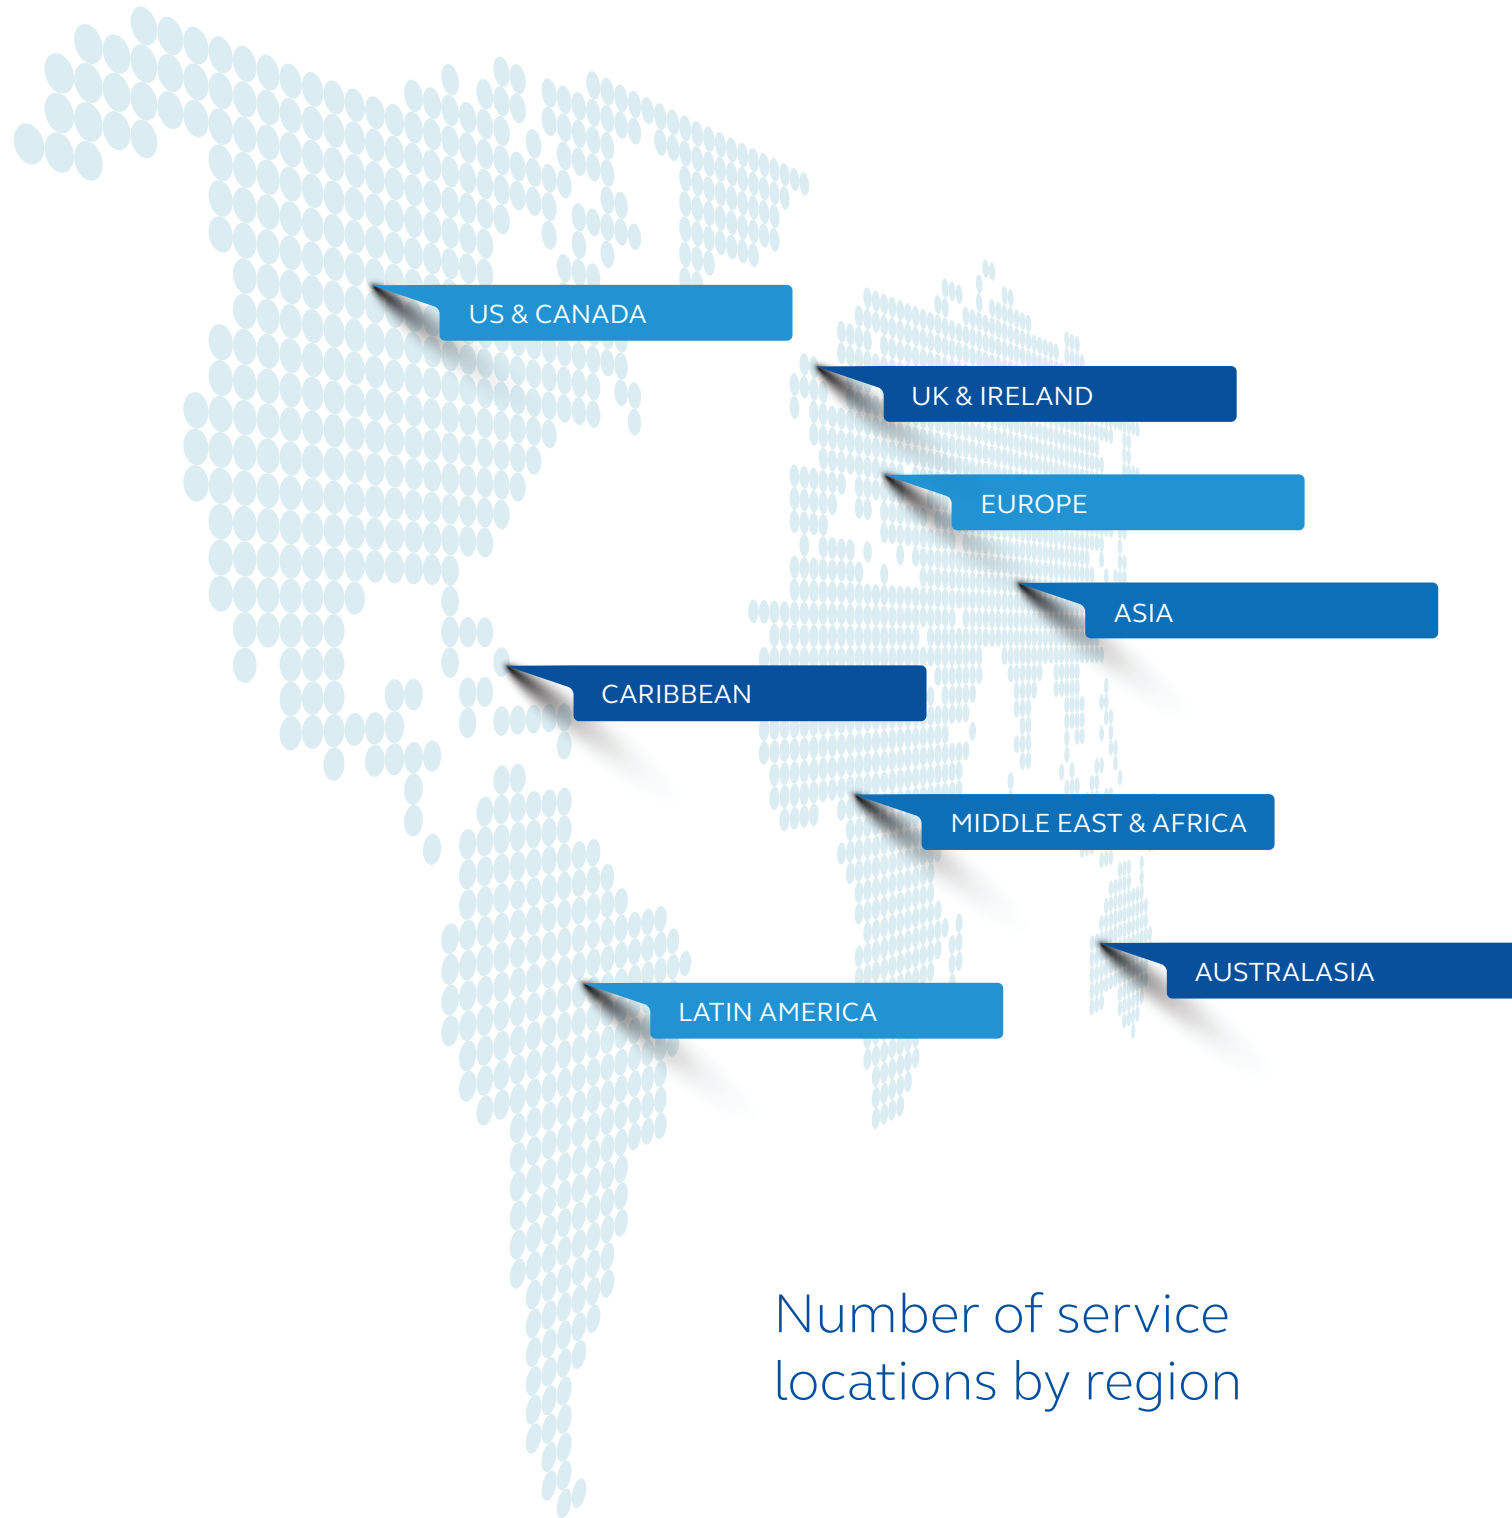 US & CANADA
UK & IRELAND
EUROPE
ASIA
CARIBBEAN
MIDDLE EAST & AFRICA
AUSTRALASIA
LATIN AMERICA
Number of service
locations by region